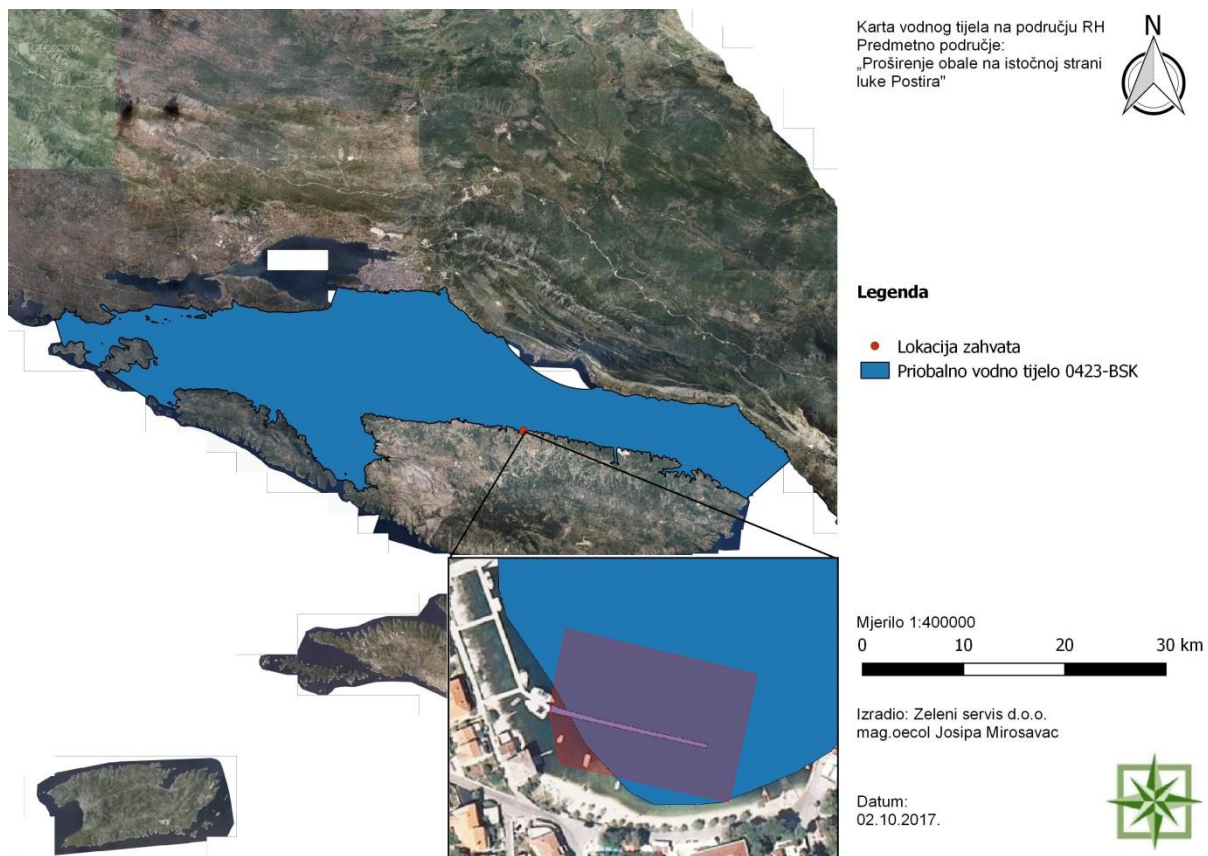 GEOPORTAL
Karta vodnog tijela na području RH
Predmetno područje:
„Proširenje obale na istočnoj strani
luke Postira"
N
Legenda
Lokacija zahvata
Priobalno vodno tijelo 0423-BSK
Mjerilo 1:400000
0 10 20 30 km
Izradio: Zeleni servis d.o.o.
mag.oecol Josipa Mirosavac
Datum:
02.10.2017.